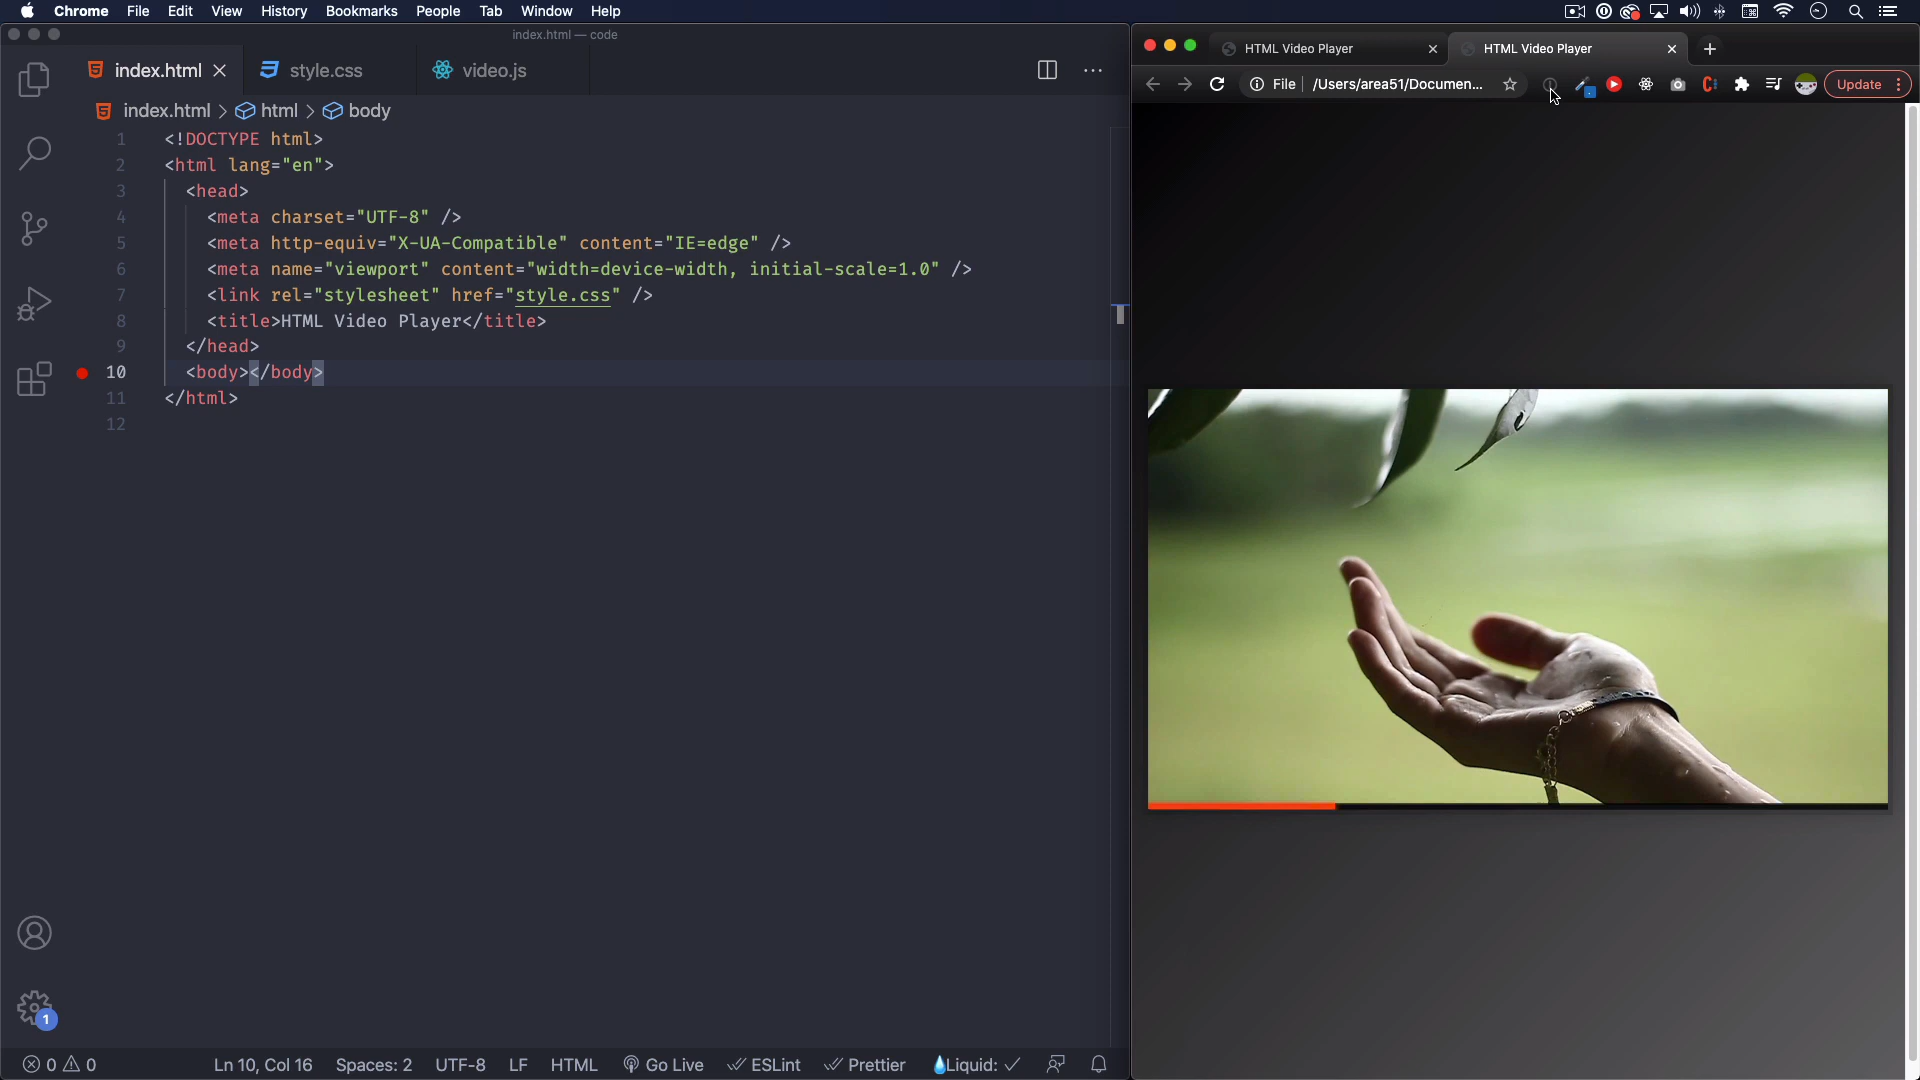 Chrome File Edit View History Bookmarks People Tab Window Help
index.html — code
index.html
style.css
video.js
index.html > html > body
1 <!DOCTYPE html>
2 <html lang="en">
3 <head>
4 <meta charset="UTF-8" />
5 <meta http-equiv="X-UA-Compatible" content="IE=edge" />
6 <meta name="viewport" content="width=device-width, initial-scale=1.0" />
7 <link rel="stylesheet" href="style.css" />
8 <title>HTML Video Player</title>
9 </head>
10 <body></body>
11 </html>
12
1
0 0 Ln 10, Col 16 Spaces: 2 UTF-8 LF HTML Go Live ESLint Prettier Liquid:
HTML Video Player
HTML Video Player
File /Users/area51/Documen...
Update